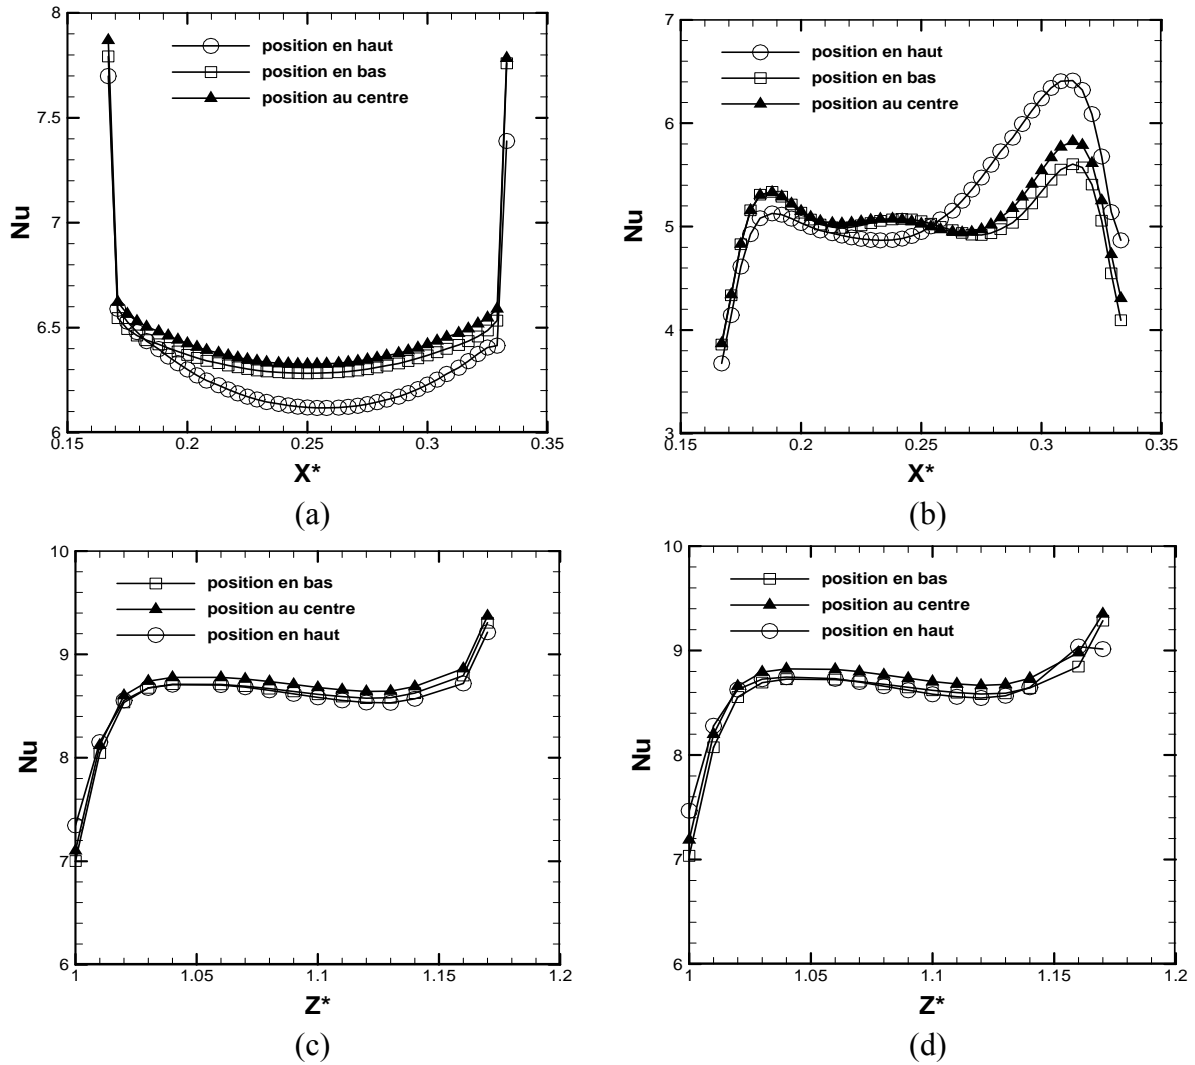 8
7.5
7
6.5
6
Nu
position en haut
position en bas
position au centre
0.15
0.2
0.25
0.3
0.35
X*
(a)
7
6
5
4
3
Nu
position en haut
position en bas
position au centre
0.15
0.2
0.25
0.3
0.35
X*
(b)
10
9
8
7
6
Nu
position en bas
position au centre
position en haut
1
1.05
1.1
1.15
1.2
Z*
(c)
10
9
8
7
6
Nu
position en bas
position au centre
position en haut
1
1.05
1.1
1.15
1.2
Z*
(d)